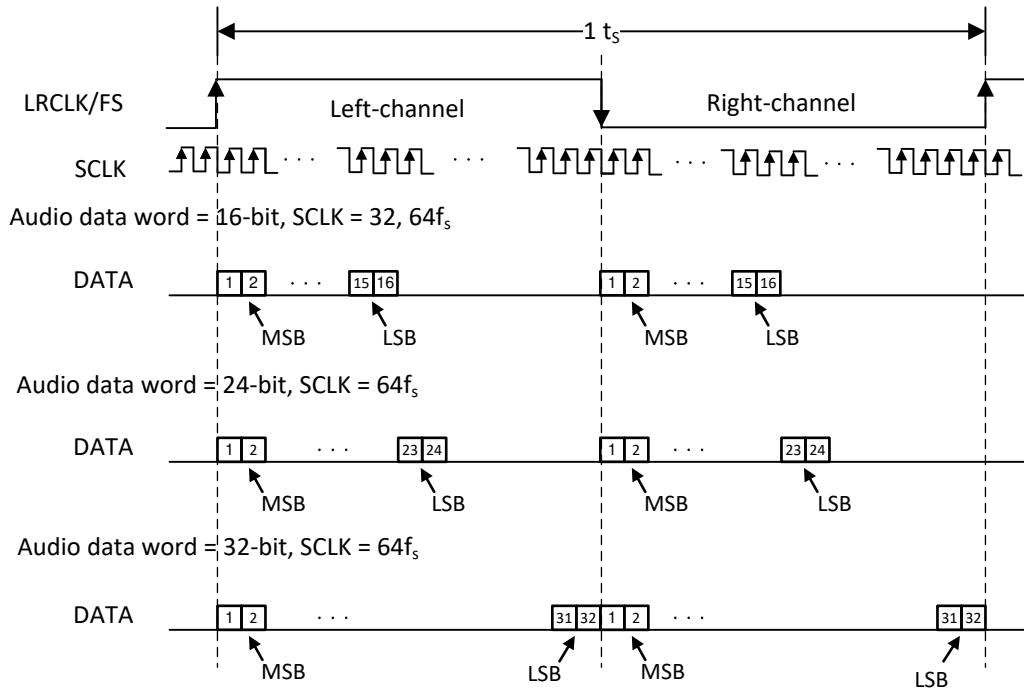 1 tS
LRCLK/FS
Left-channel
Right-channel
SCLK
. . .
. . .
. . .
. . .
Audio data word = 16-bit, SCLK = 32, 64fs
DATA
1 2 . . . 15 16 1 2 . . . 15 16
MSB LSB MSB LSB
Audio data word = 24-bit, SCLK = 64fs
DATA
1 2 . . . 23 24 1 2 . . . 23 24
MSB LSB MSB LSB
Audio data word = 32-bit, SCLK = 64fs
DATA
1 2 . . . 31 32 1 2 . . . 31 32
MSB LSB MSB LSB